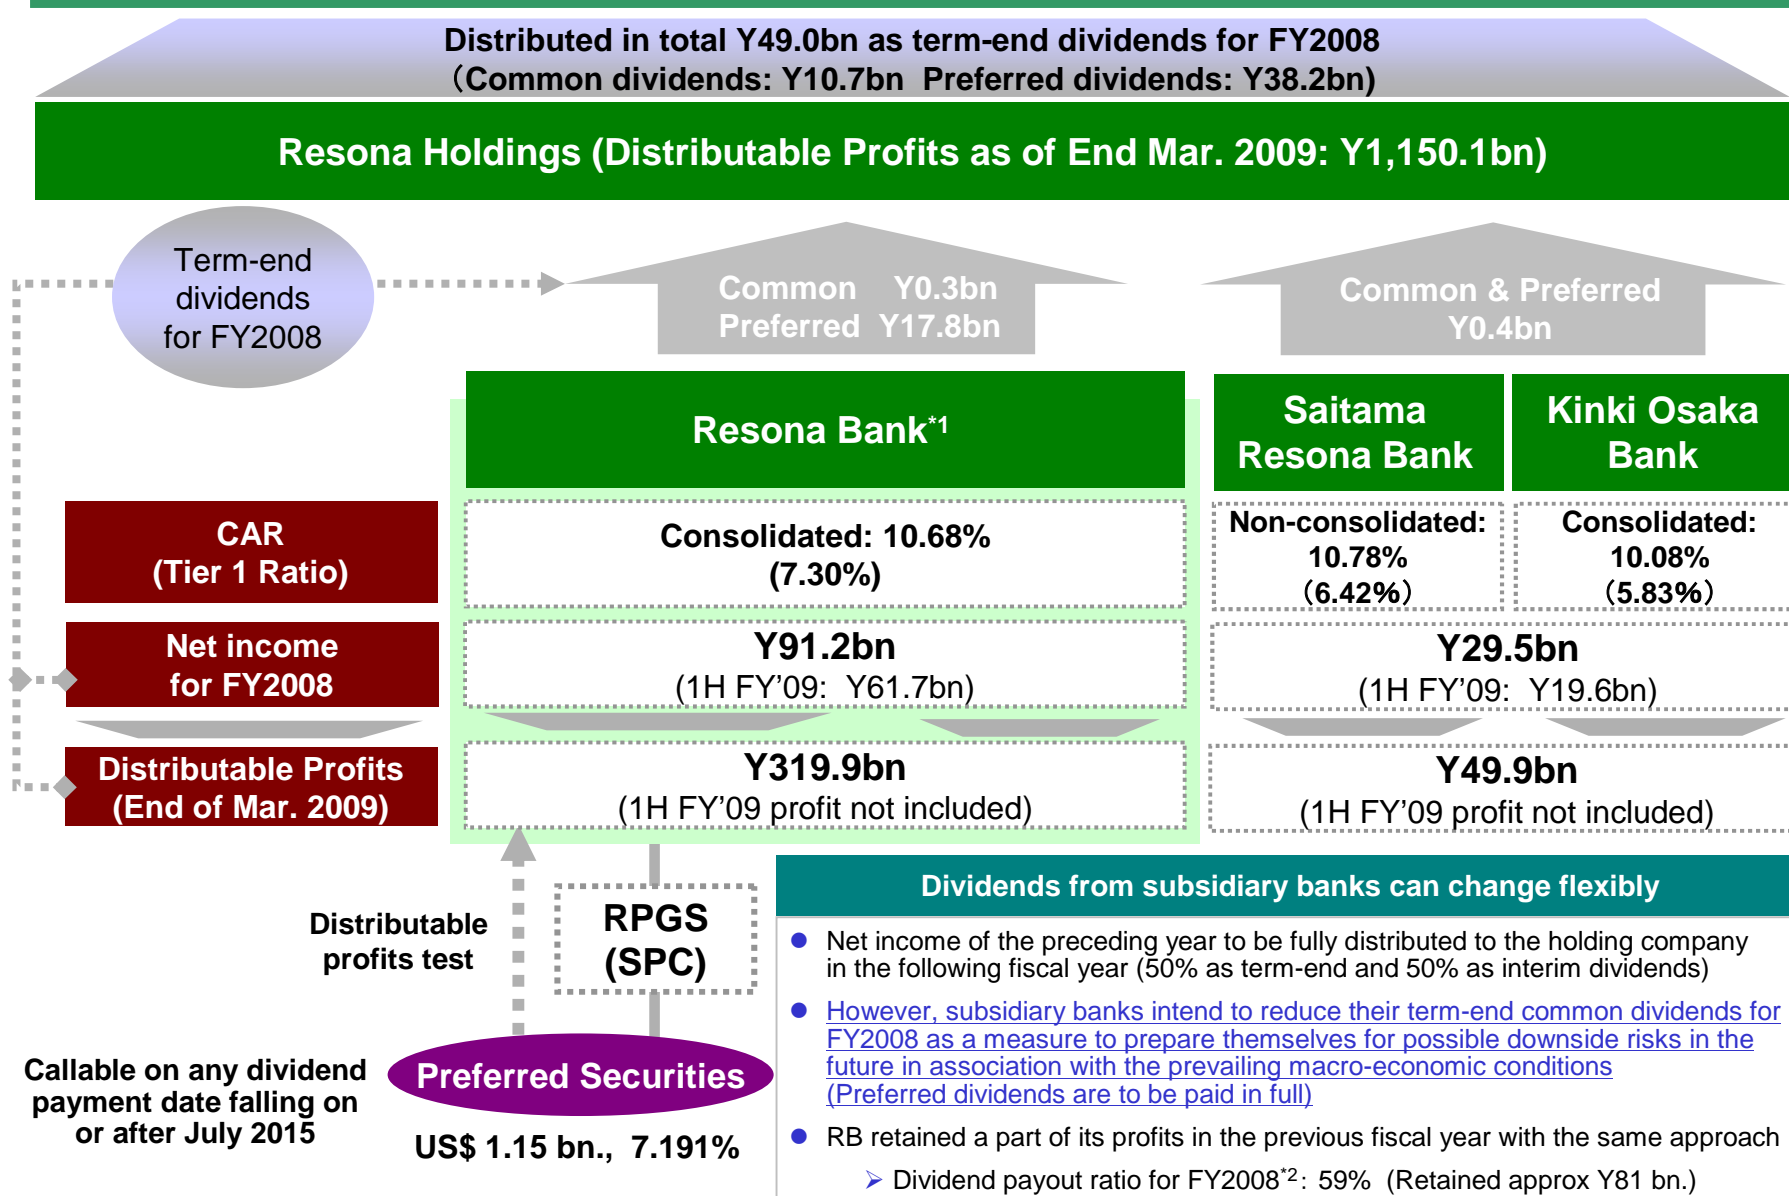 Distributed in total Y49.0bn as term-end dividends for FY2008
（Common dividends: Y10.7bn  Preferred dividends: Y38.2bn)
Resona Holdings (Distributable Profits as of End Mar. 2009: Y1,150.1bn)
Term-end
dividends
for FY2008
Common Y0.3bn
Preferred Y17.8bn
Common & Preferred
Y0.4bn
Resona Bank*1
Saitama
Resona Bank
Kinki Osaka
Bank
CAR
(Tier 1 Ratio)
Consolidated: 10.68%
(7.30%)
Non-consolidated:
10.78%
（6.42%）
Consolidated:
10.08%
（5.83%）
Net income
for FY2008
Y91.2bn
(1H FY’09:  Y61.7bn)
Y29.5bn
(1H FY’09:  Y19.6bn)
Distributable Profits
(End of Mar. 2009)
Y319.9bn
(1H FY’09 profit not included)
Y49.9bn
(1H FY’09 profit not included)
Distributable
profits test
RPGS
(SPC)
Callable on any dividend
payment date falling on
or after July 2015
Preferred Securities
US$ 1.15 bn.,  7.191%
Dividends from subsidiary banks can change flexibly
● Net income of the preceding year to be fully distributed to the holding company
in the following fiscal year (50% as term-end and 50% as interim dividends)
● However, subsidiary banks intend to reduce their term-end common dividends for
FY2008 as a measure to prepare themselves for possible downside risks in the
future in association with the prevailing macro-economic conditions
(Preferred dividends are to be paid in full)
● RB retained a part of its profits in the previous fiscal year with the same approach
➢ Dividend payout ratio for FY2008*2: 59%  (Retained approx Y81 bn.)